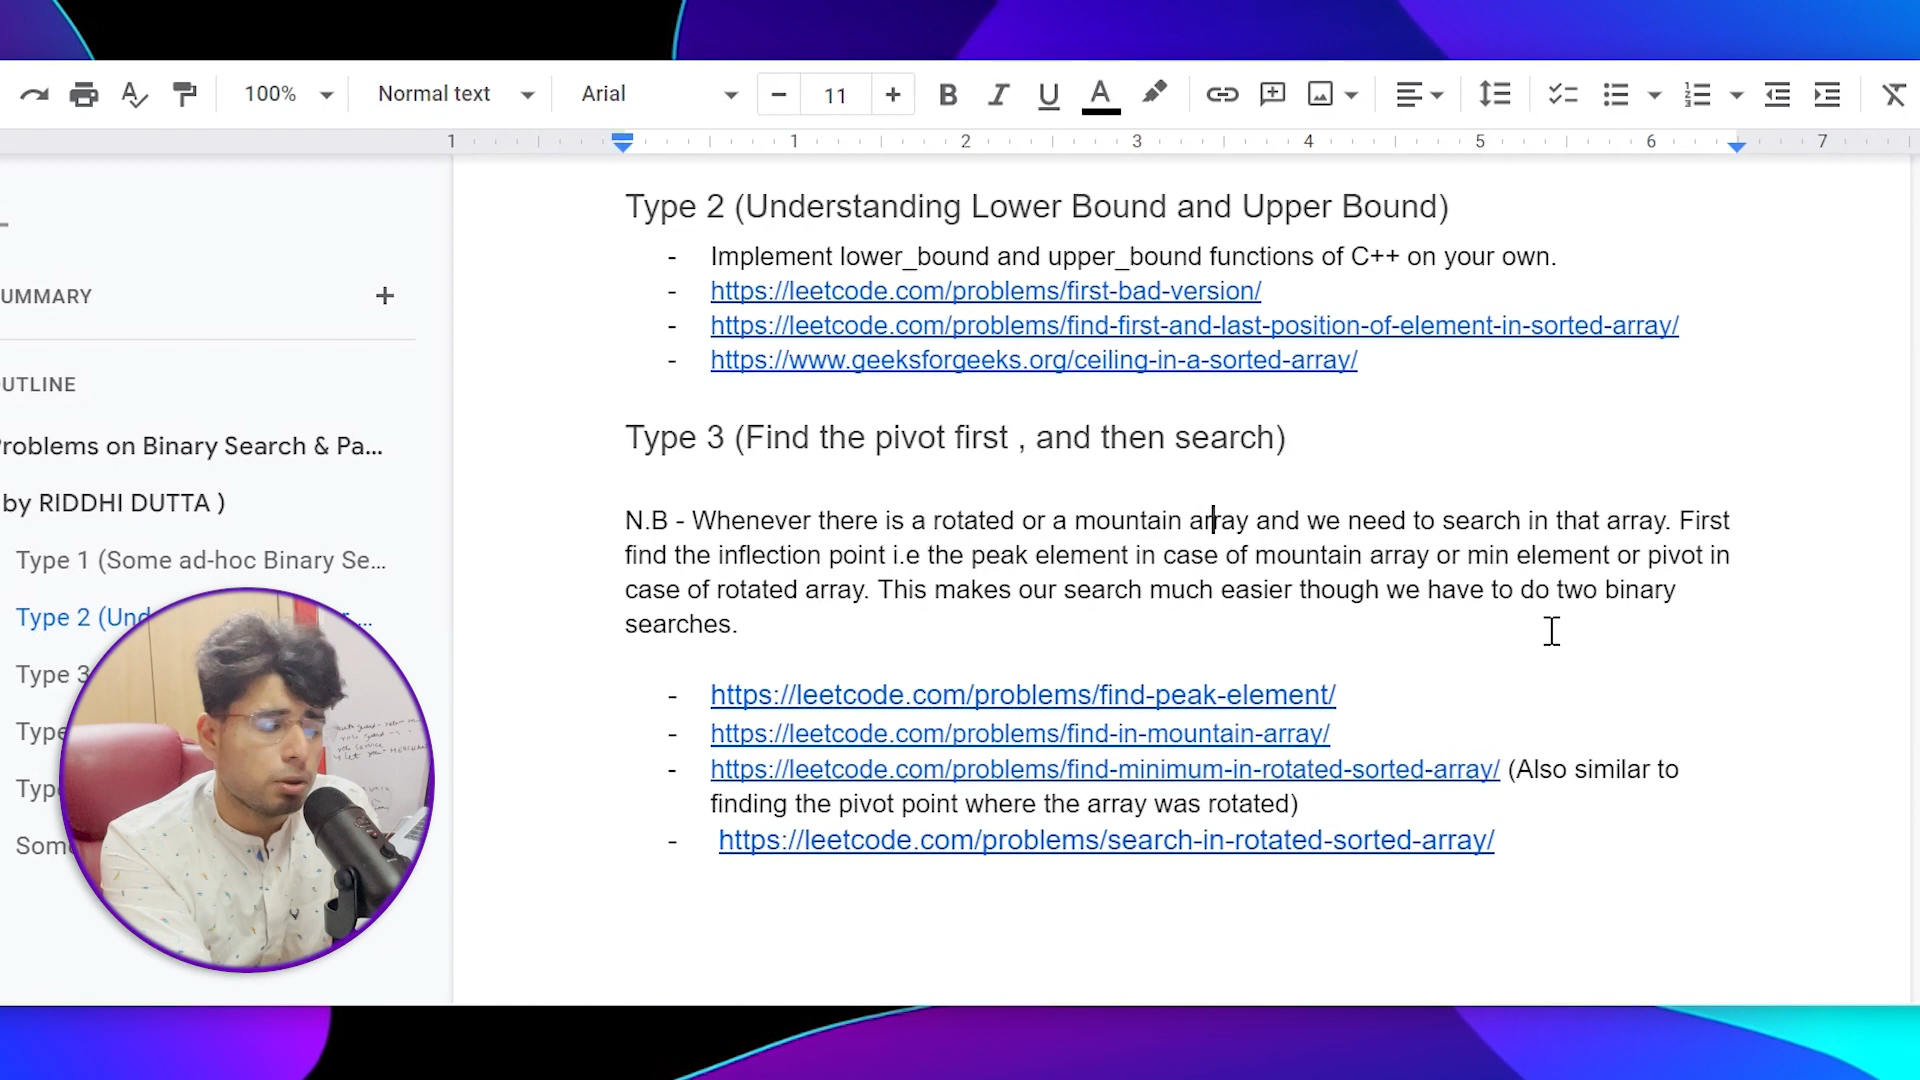 100%
Normal text
Arial
11
1 1 2 3 4 5 6 7
UMMARY
UTLINE
roblems on Binary Search & Pa...
by RIDDHI DUTTA )
Type 1 (Some ad-hoc Binary Se...
Type 2 (Und
Type 3
Type
Typ
Som
Type 2 (Understanding Lower Bound and Upper Bound)
- Implement lower_bound and upper_bound functions of C++ on your own.
- https://leetcode.com/problems/first-bad-version/
- https://leetcode.com/problems/find-first-and-last-position-of-element-in-sorted-array/
- https://www.geeksforgeeks.org/ceiling-in-a-sorted-array/
Type 3 (Find the pivot first , and then search)
N.B - Whenever there is a rotated or a mountain array and we need to search in that array. First
find the inflection point i.e the peak element in case of mountain array or min element or pivot in
case of rotated array. This makes our search much easier though we have to do two binary
searches.
- https://leetcode.com/problems/find-peak-element/
- https://leetcode.com/problems/find-in-mountain-array/
- https://leetcode.com/problems/find-minimum-in-rotated-sorted-array/ (Also similar to
finding the pivot point where the array was rotated)
- https://leetcode.com/problems/search-in-rotated-sorted-array/